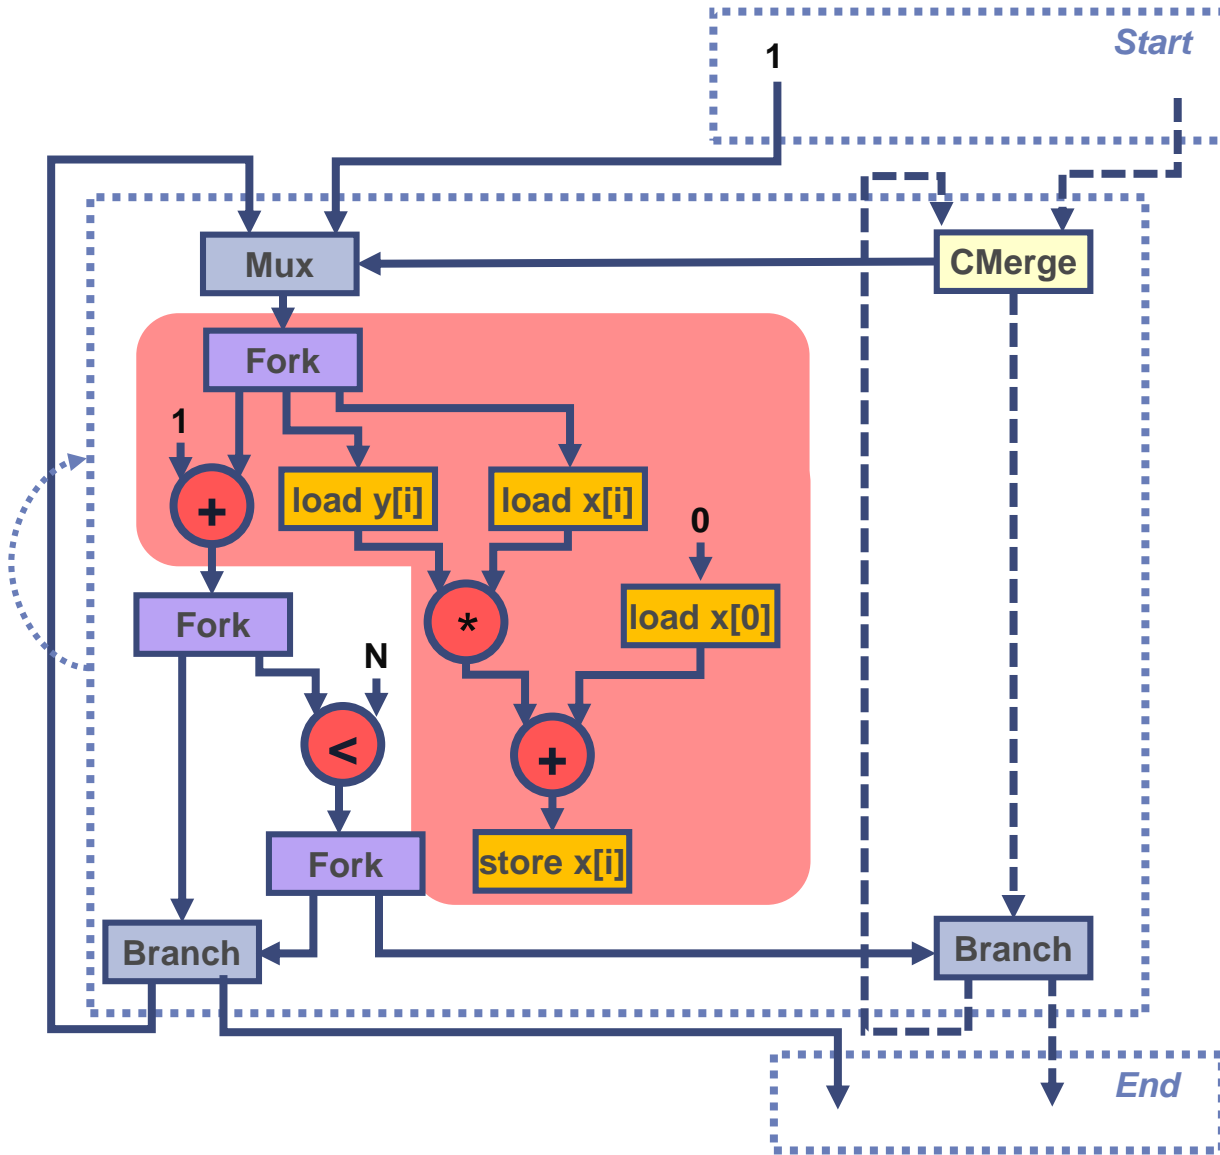 Start
1
Mux
CMerge
Fork
1
load y[i]
load x[i]
+
0
load x[0]
Fork
*
N
<
+
Fork
store x[i]
Branch
Branch
End